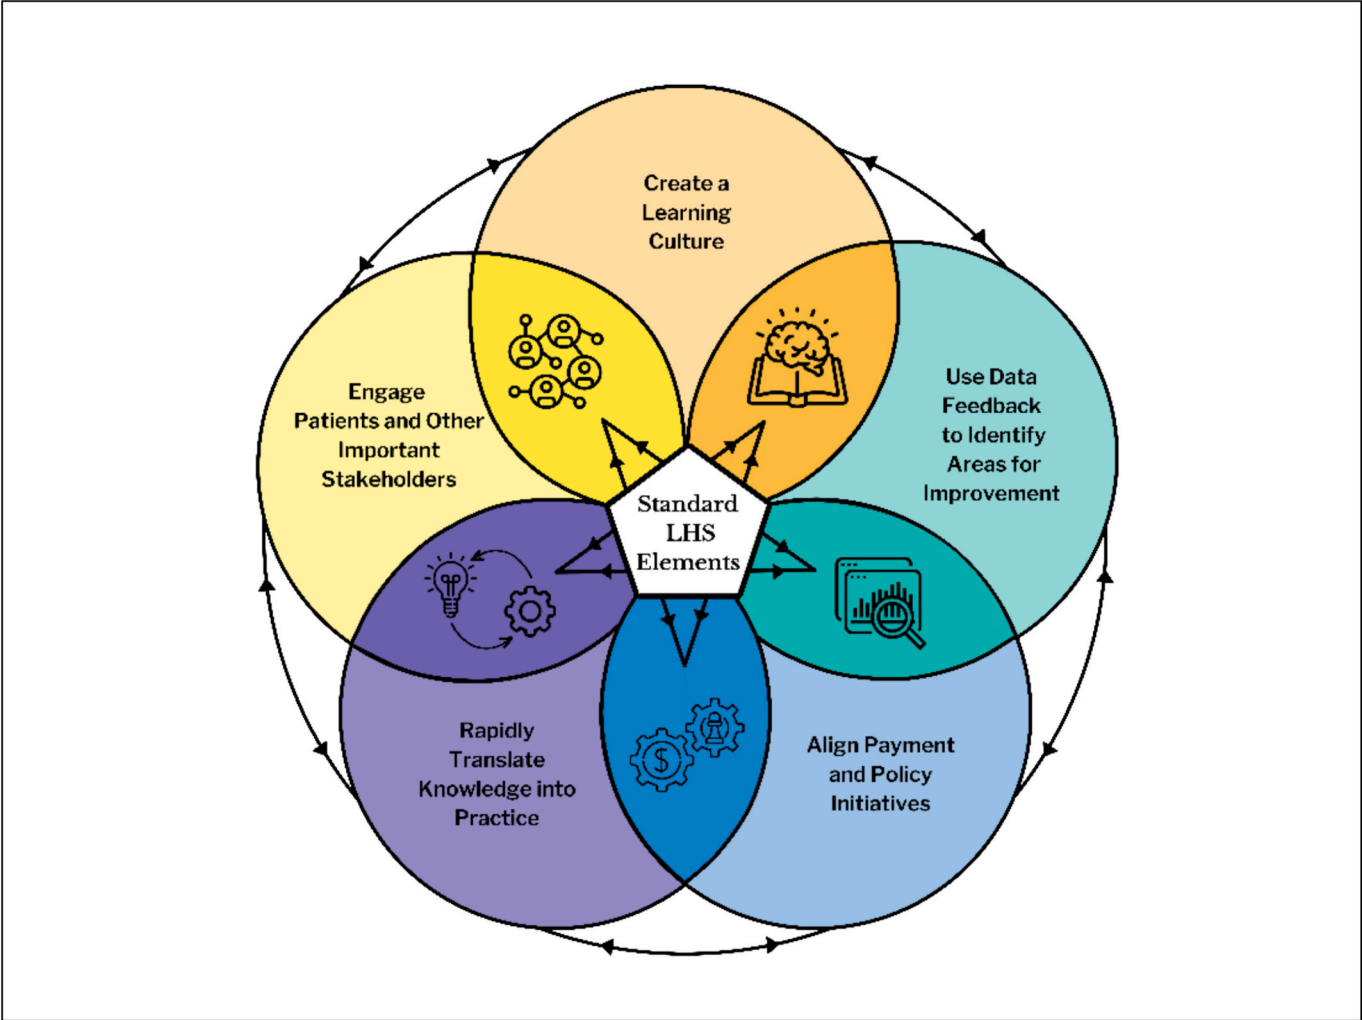 Create a
Learning
Culture
Engage
Patients and Other
Important
Stakeholders
Use Data
Feedback
to Identify
Areas for
Improvement
Standard
LHS
Elements
Rapidly
Translate
Knowledge into
Practice
Align Payment
and Policy
Initiatives
$